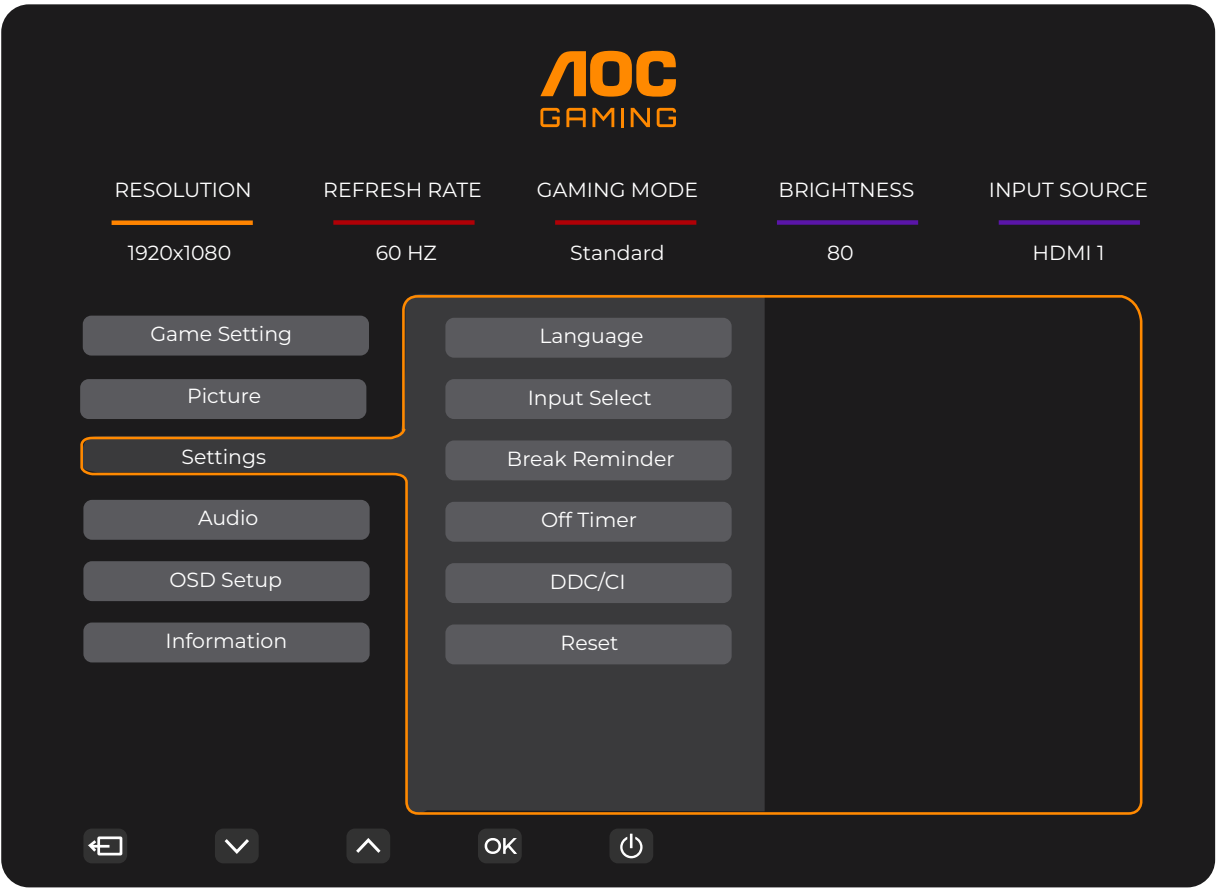 AOC
GAMING
RESOLUTION REFRESH RATE GAMING MODE BRIGHTNESS INPUT SOURCE
1920x1080 60 HZ Standard 80 HDMI 1
Game Setting
Picture
Settings
Audio
OSD Setup
Information
Language
Input Select
Break Reminder
Off Timer
DDC/CI
Reset
OK